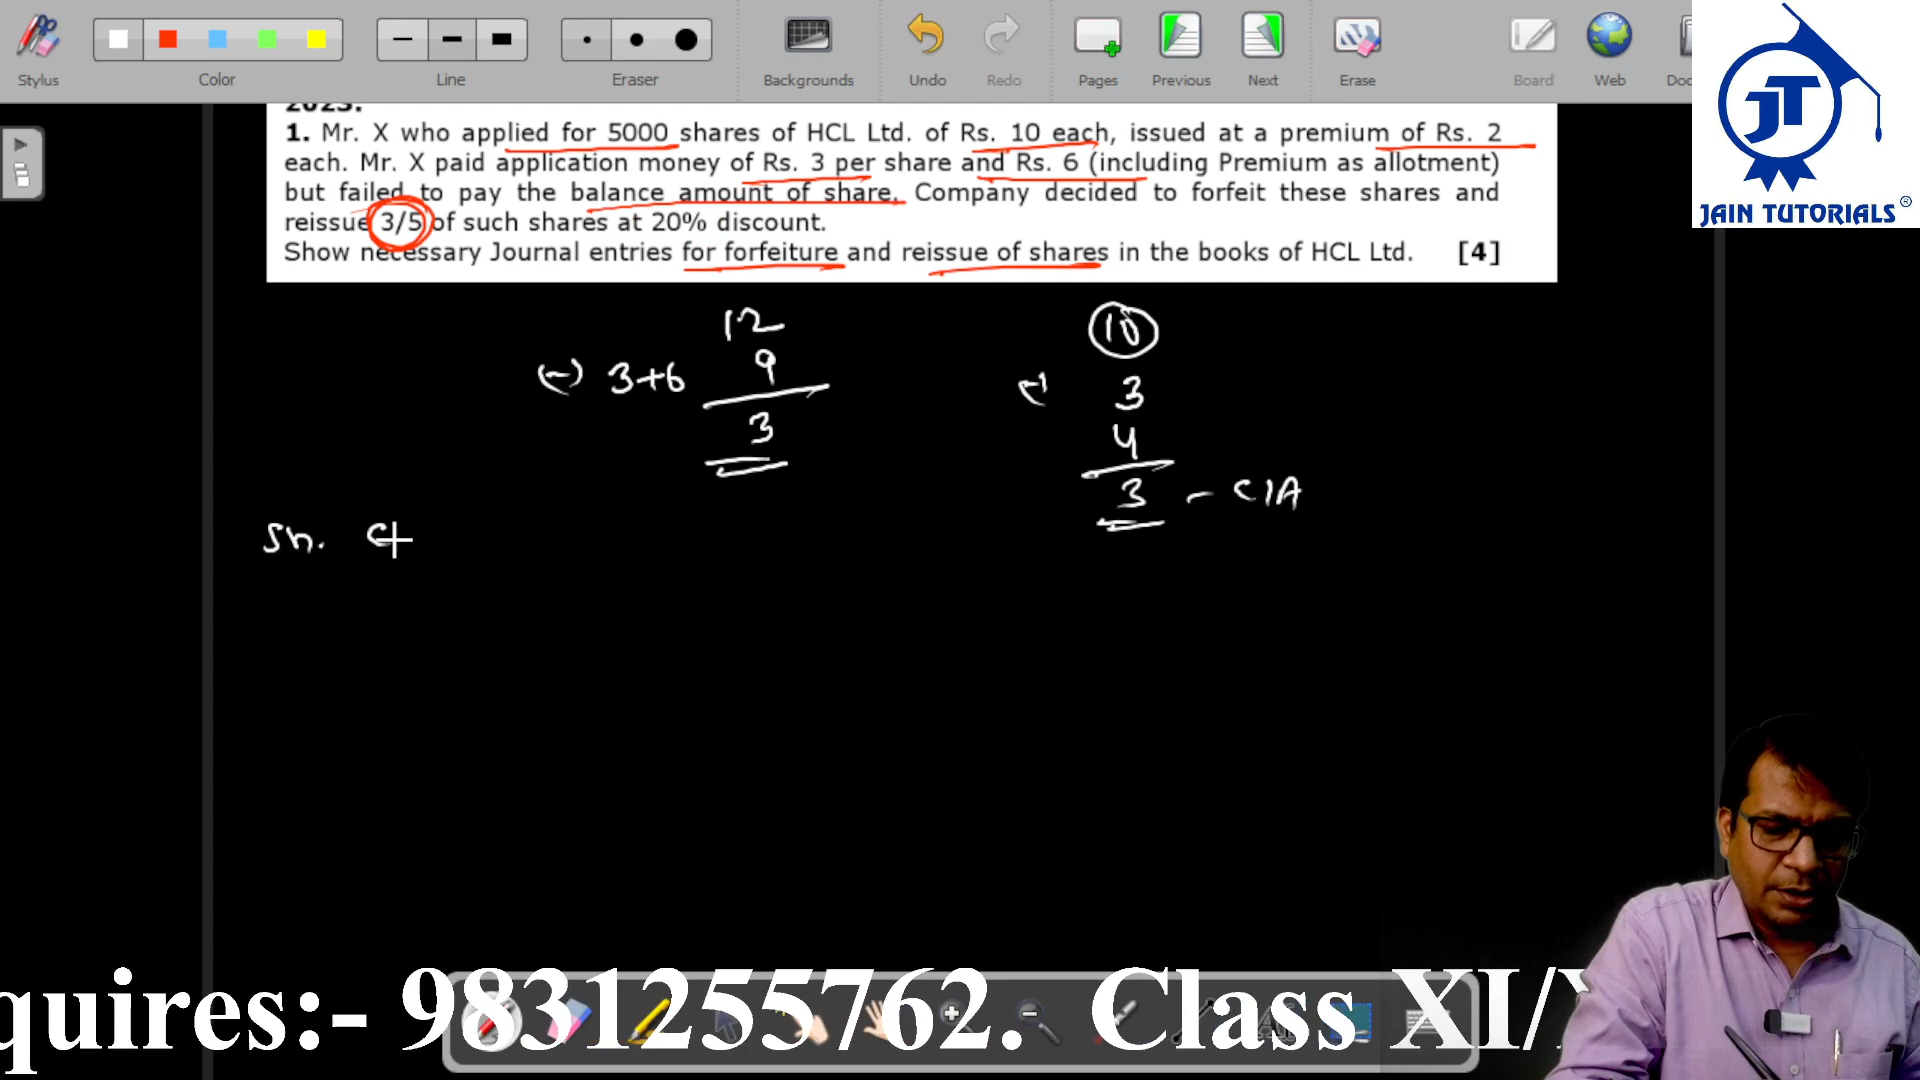 Stylus
Color
Line
Eraser
Backgrounds
Undo
Redo
Pages
Previous
Next
Erase
Board
Web
JT
JAIN TUTORIALS®
2023.
1. Mr. X who applied for 5000 shares of HCL Ltd. of Rs. 10 each, issued at a premium of Rs. 2
each. Mr. X paid application money of Rs. 3 per share and Rs. 6 (including Premium as allotment)
but failed to pay the balance amount of share. Company decided to forfeit these shares and
reissue 3/5 of such shares at 20% discount.
Show necessary Journal entries for forfeiture and reissue of shares in the books of HCL Ltd. [4]
12
(-) 3+6 9
3
10
(-) 3
4
3 - C/A
Sh. C
quires:- 9831255762. Class XI/